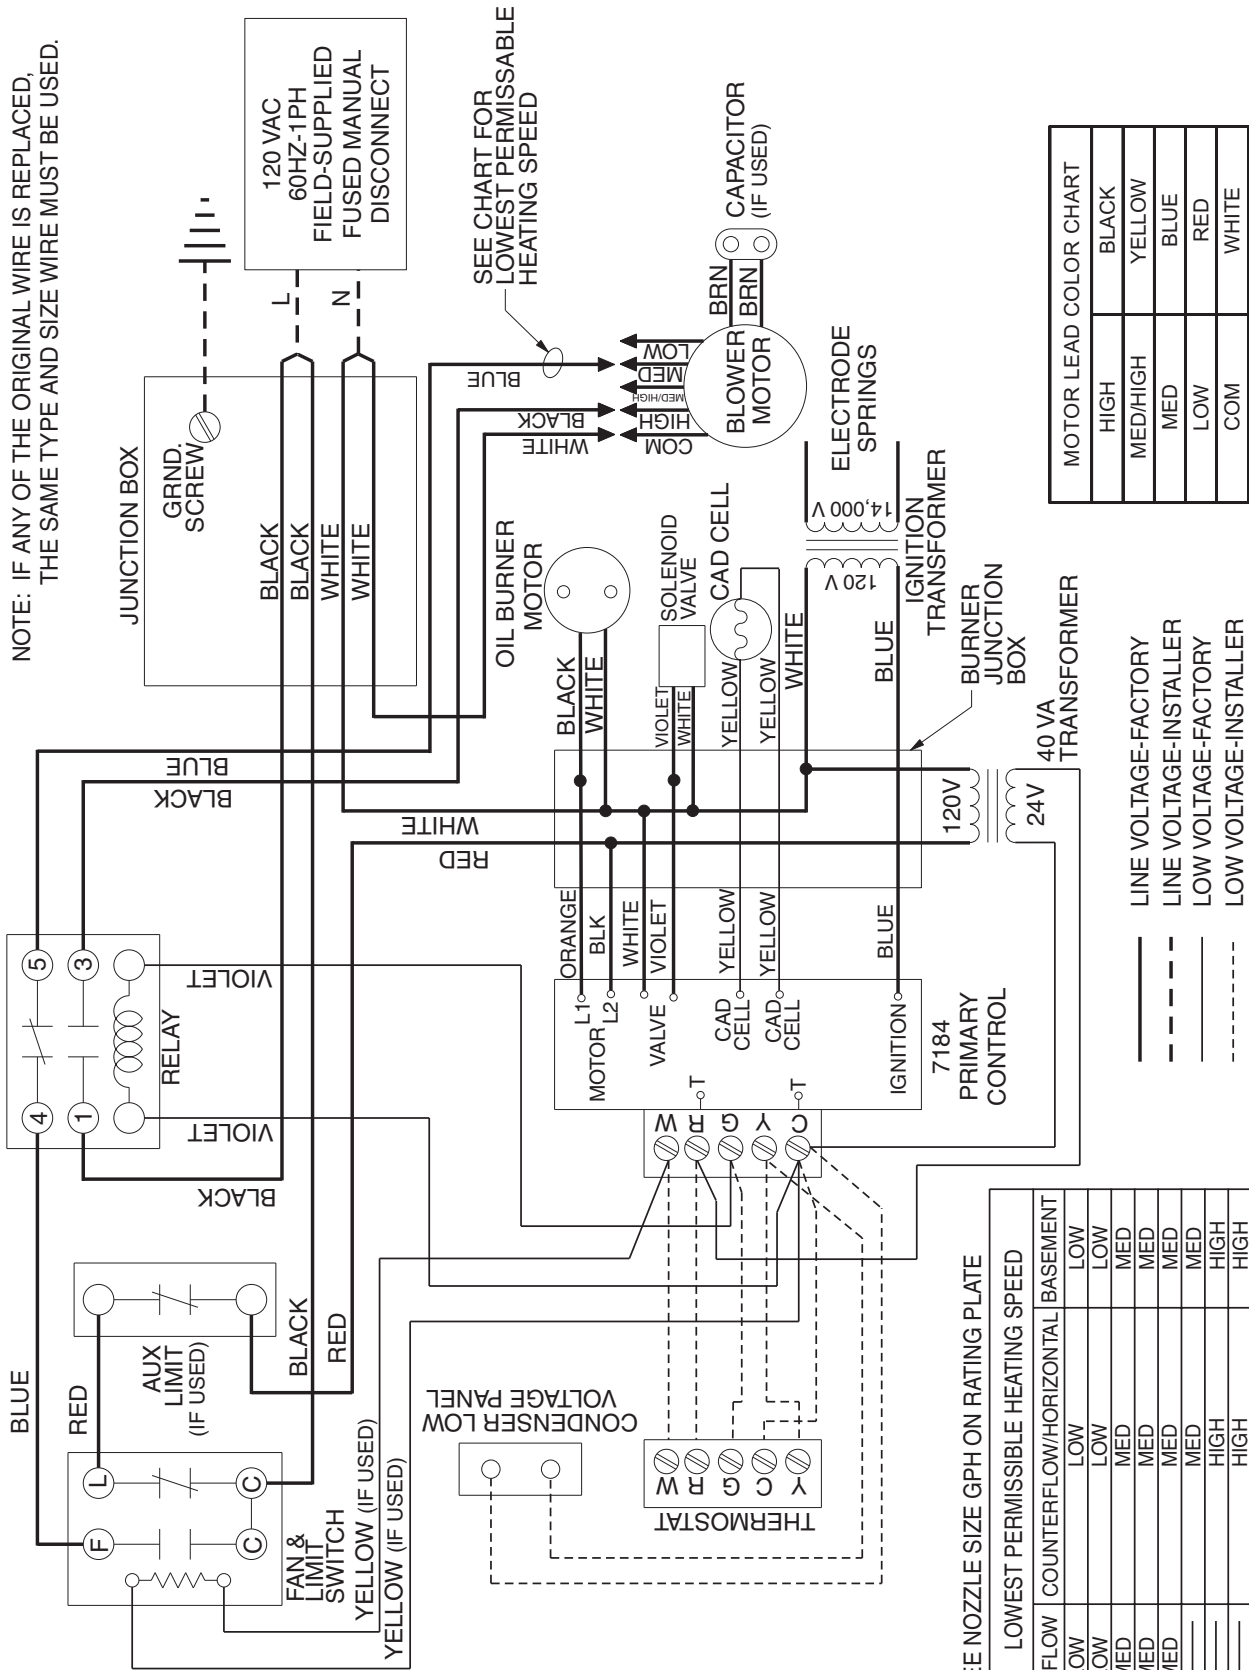 NOTE: IF ANY OF THE ORIGINAL WIRE IS REPLACED,
THE SAME TYPE AND SIZE WIRE MUST BE USED.
JUNCTION BOX
GRND.
SCREW
BLACK
BLACK
WHITE
WHITE
L
N
120 VAC
60HZ-1PH
FIELD-SUPPLIED
FUSED MANUAL
DISCONNECT
BLUE
RED
AUX
LIMIT
(IF USED)
F
L
C
C
FAN &
LIMIT
SWITCH
YELLOW (IF USED)
YELLOW (IF USED)
BLACK
RED
BLACK
4
5
1
3
RELAY
VIOLET
VIOLET
BLUE
BLACK
WHITE
RED
SEE CHART FOR
LOWEST PERMISSABLE
HEATING SPEED
BLUE
BLACK
WHITE
LOW
MED
MED/HIGH
HIGH
COM
BLOWER
MOTOR
BRN
BRN
CAPACITOR
(IF USED)
OIL BURNER
MOTOR
BLACK
WHITE
SOLENOID
VALVE
VIOLET
WHITE
CAD CELL
YELLOW
YELLOW
WHITE
BLUE
ELECTRODE
SPRINGS
14,000 V
120 V
IGNITION
TRANSFORMER
BURNER
JUNCTION
BOX
120V
24V
40 VA
TRANSFORMER
ORANGE
BLK
WHITE
VIOLET
YELLOW
YELLOW
BLUE
L1
MOTOR
L2
VALVE
CAD
CELL
CAD
CELL
IGNITION
T
T
7184
PRIMARY
CONTROL
W
R
G
Y
C
CONDENSER LOW
VOLTAGE PANEL
W
R
G
C
Y
THERMOSTAT
LINE VOLTAGE-FACTORY
LINE VOLTAGE-INSTALLER
LOW VOLTAGE-FACTORY
LOW VOLTAGE-INSTALLER
MOTOR LEAD COLOR CHART
HIGH BLACK
MED/HIGH YELLOW
MED BLUE
LOW RED
COM WHITE
NOZZLE SIZE GPH ON RATING PLATE
LOWEST PERMISSIBLE HEATING SPEED
COUNTERFLOW/HORIZONTAL BASEMENT
LOW LOW
LOW LOW
MED MED
MED MED
MED MED
MED MED
HIGH HIGH
HIGH HIGH